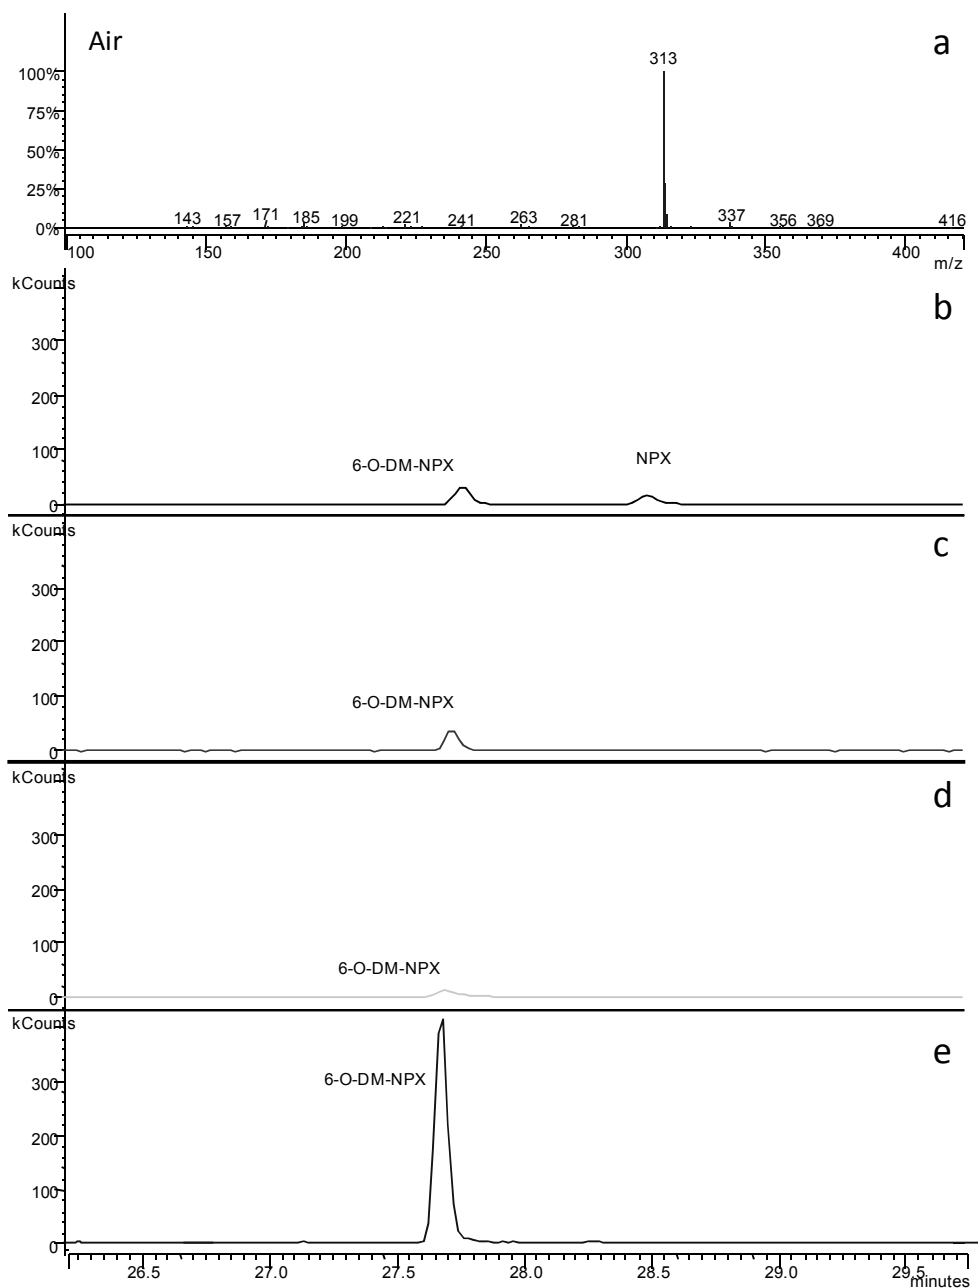 Air
a
313
100%
75%
50%
25%
0%
143 157 171 185 199 221 241 263 281 337 356 369 416
100 150 200 250 300 350 400
m/z
kCounts
b
300
200
100
0
6-O-DM-NPX
NPX
kCounts
c
300
200
100
0
6-O-DM-NPX
kCounts
d
300
200
100
0
6-O-DM-NPX
kCounts
e
300
200
100
0
6-O-DM-NPX
26.5 27.0 27.5 28.0 28.5 29.0 29.5
minutes